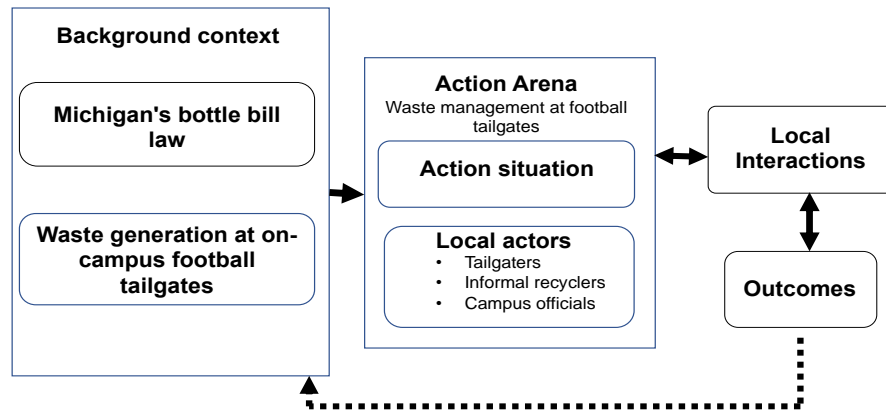 Background context
Michigan's bottle bill
law
Waste generation at on-
campus football
tailgates
Action Arena
Waste management at football
tailgates
Action situation
Local actors
• Tailgaters
• Informal recyclers
• Campus officials
Local
Interactions
Outcomes